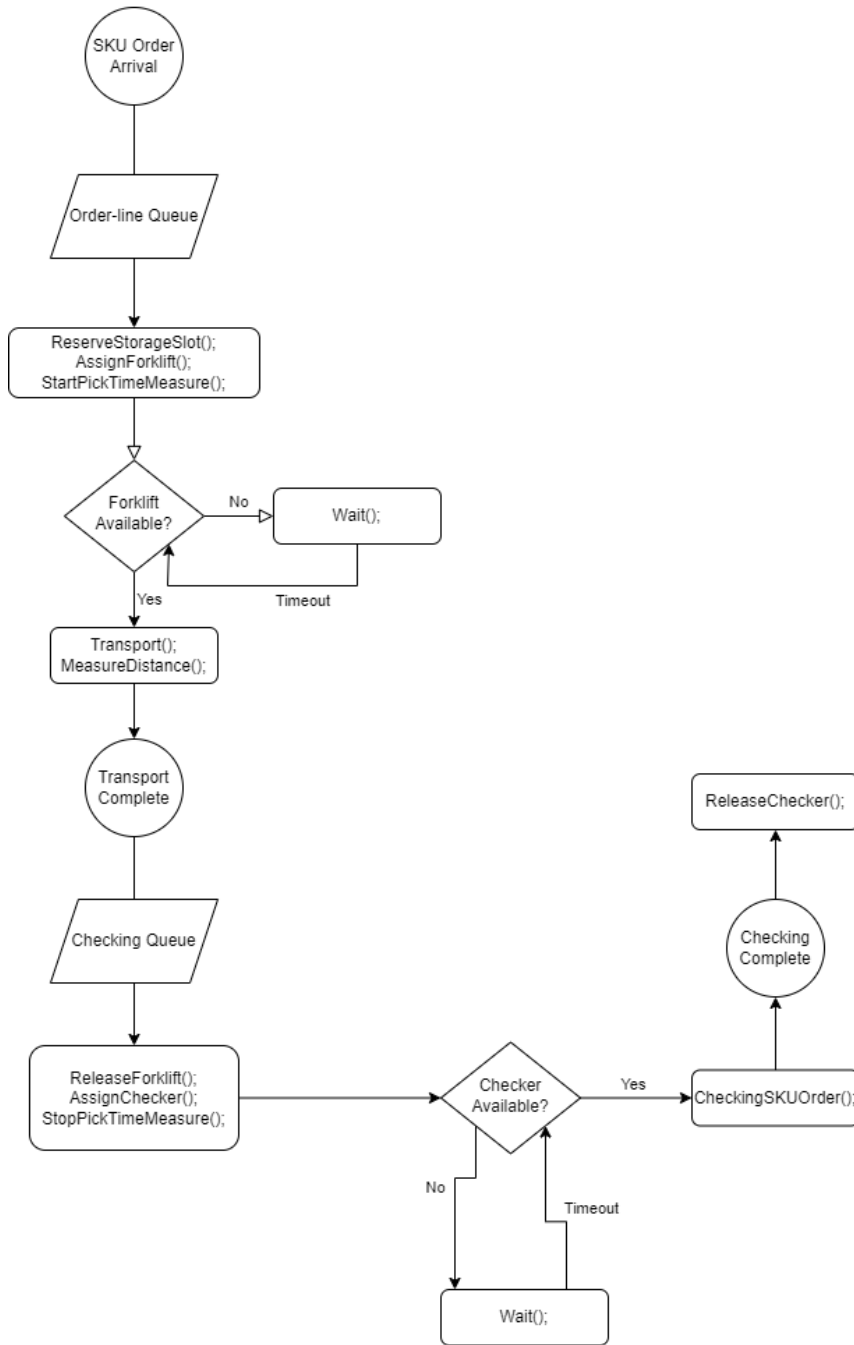 SKU Order
Arrival
Order-line Queue
ReserveStorageSlot();
AssignForklift();
StartPickTimeMeasure();
Forklift
Available?
No
Wait();
Timeout
Yes
Transport();
MeasureDistance();
Transport
Complete
Checking Queue
ReleaseForklift();
AssignChecker();
StopPickTimeMeasure();
Checker
Available?
No
Timeout
Wait();
Yes
CheckingSKUOrder();
Checking
Complete
ReleaseChecker();